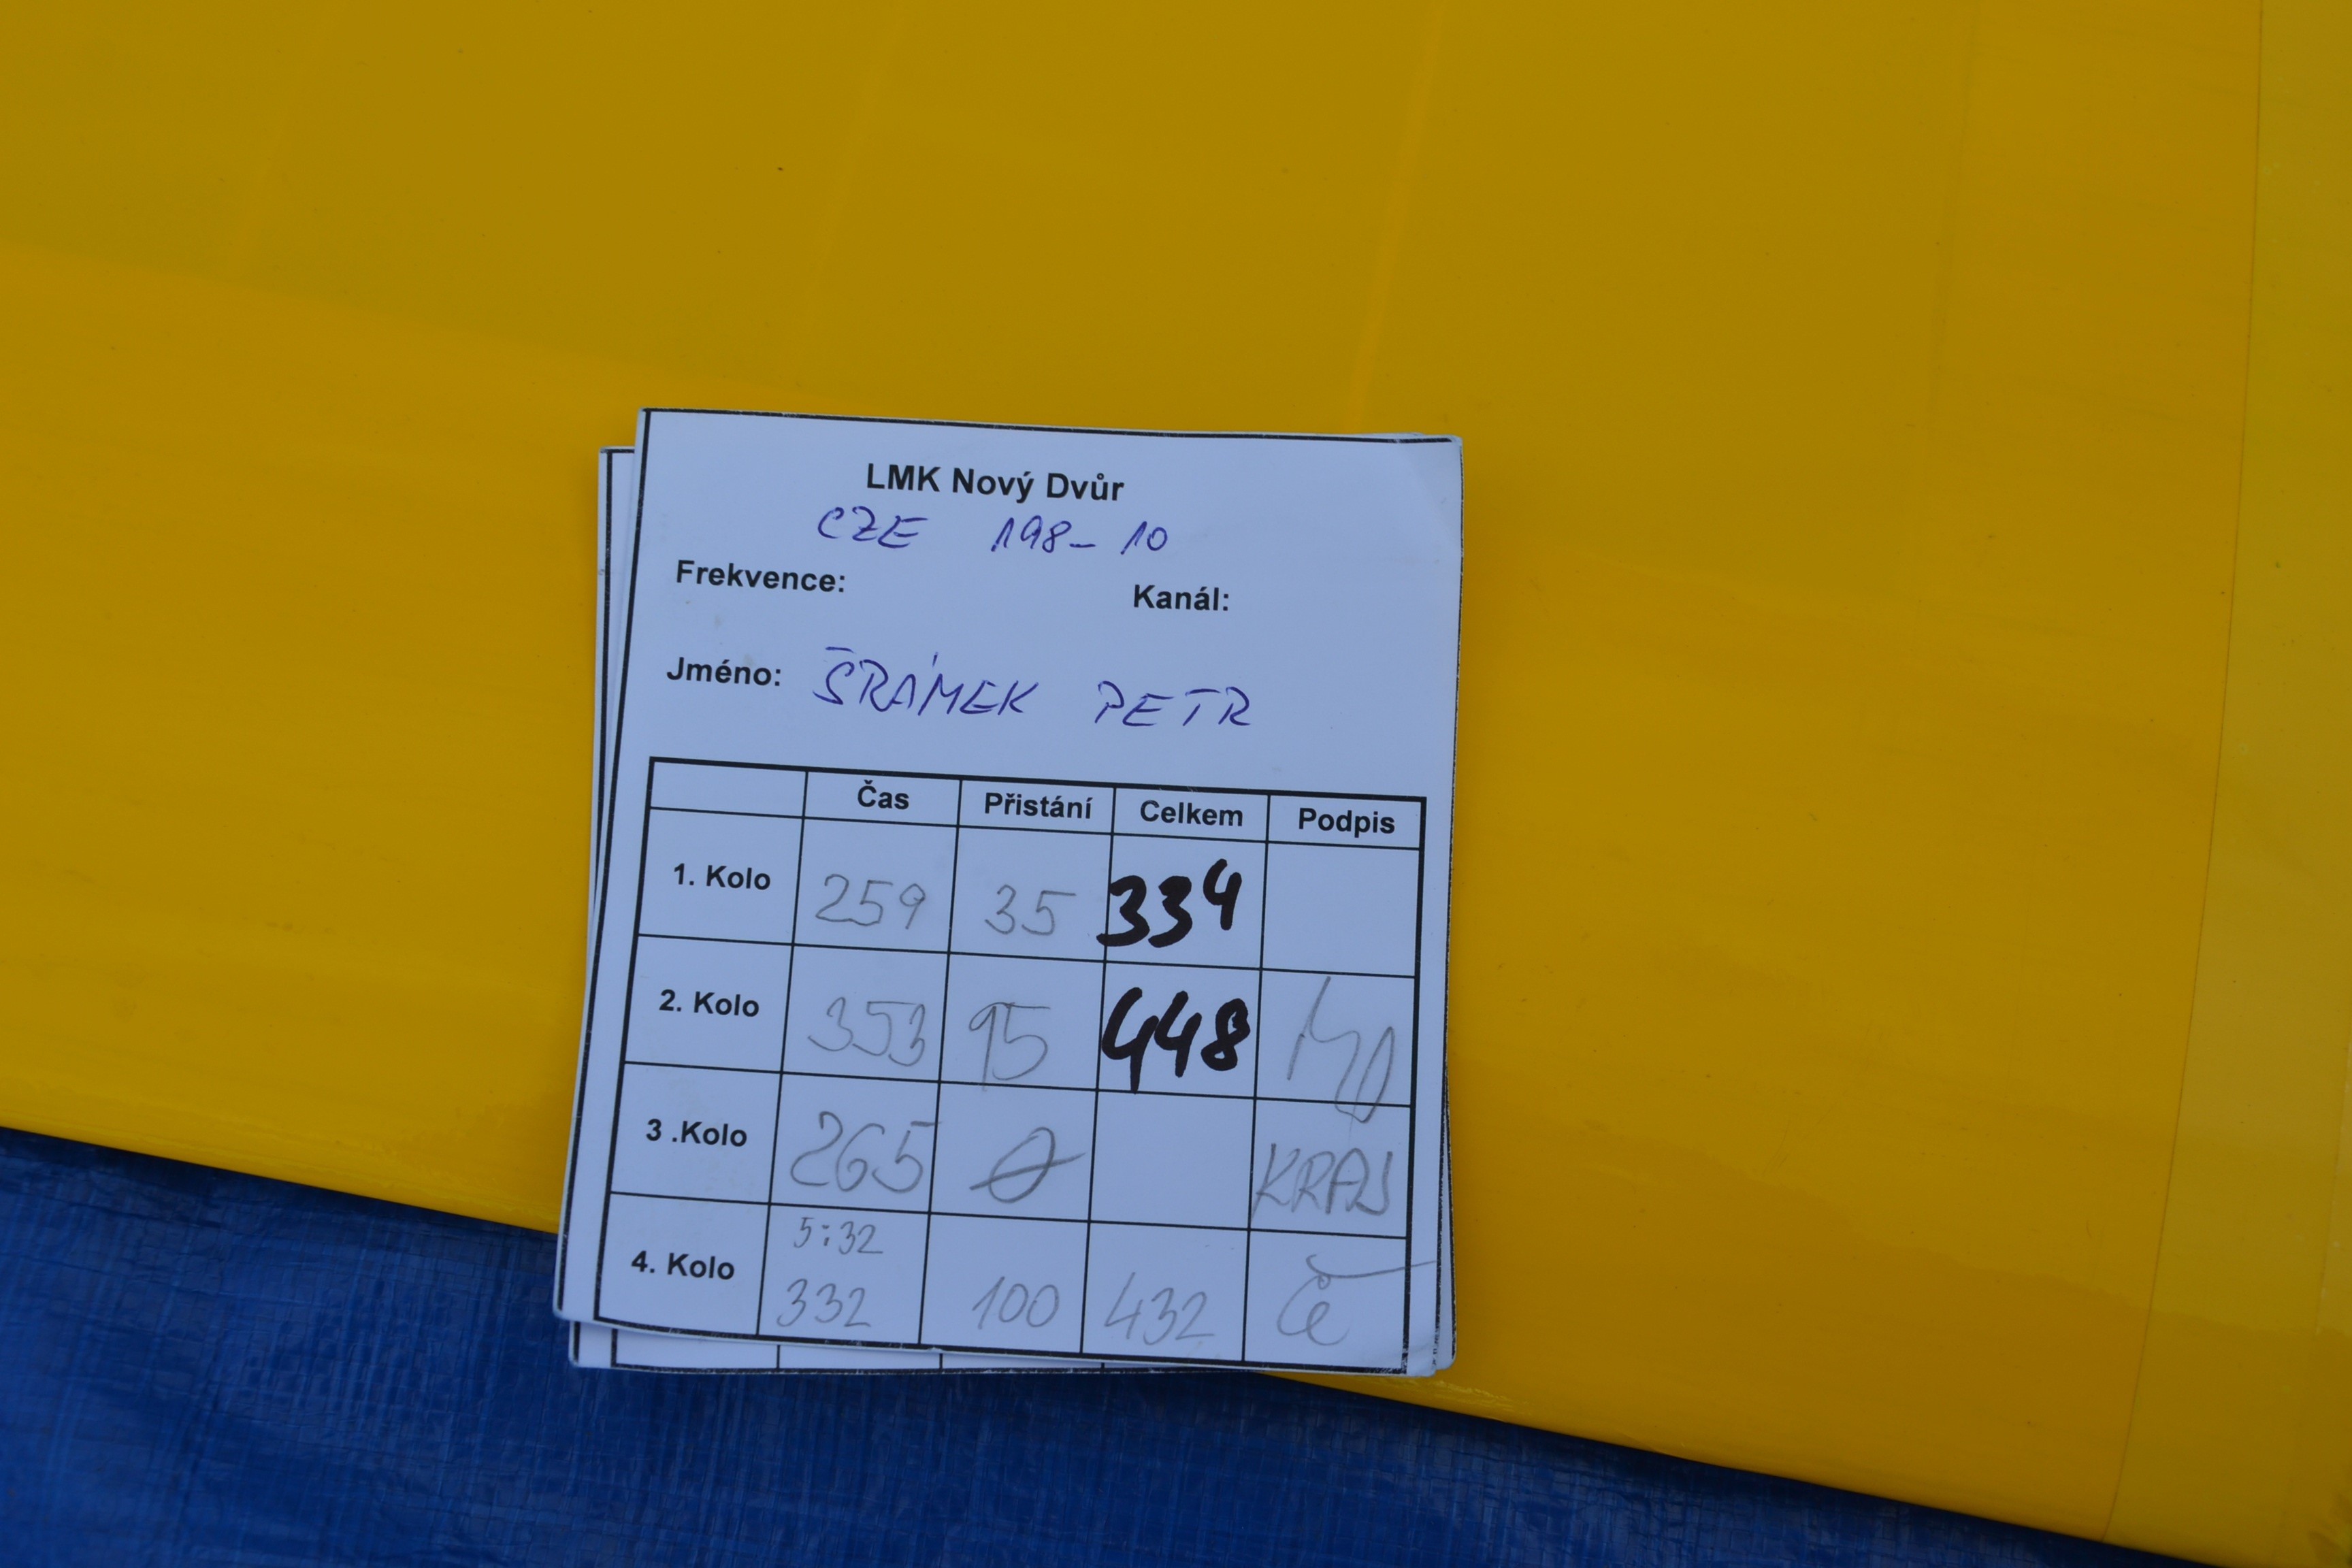 LMK Nový Dvůr
CZE 198-10
Frekvence: Kanál:
Jméno: ŠRÁMEK PETR
Čas Přistání Celkem Podpis
1. Kolo 259 35 334
2. Kolo 353 95 448
3 .Kolo 265 0 KRAJ
5:32
4. Kolo 332 100 432